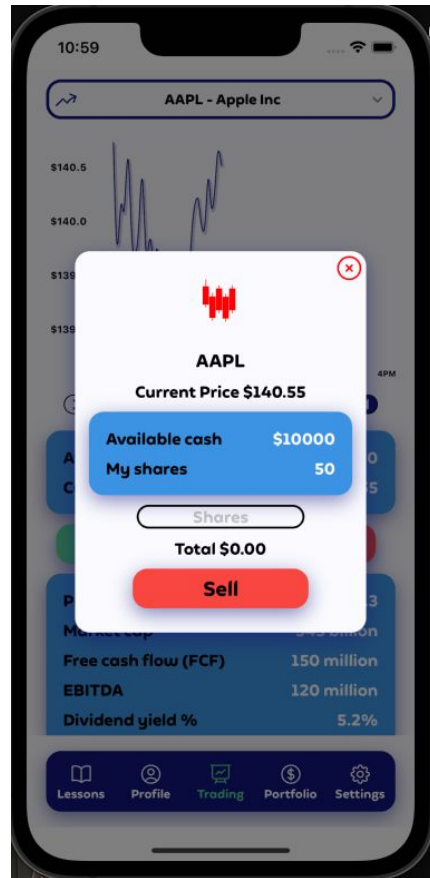 10:59
AAPL - Apple Inc
$140.5
$140.0
$139
$139
4PM
AAPL
Current Price $140.55
Available cash $10000
My shares 50
Shares
Total $0.00
Sell
Free cash flow (FCF) 150 million
EBITDA 120 million
Dividend yield % 5.2%
Lessons Profile Trading Portfolio Settings